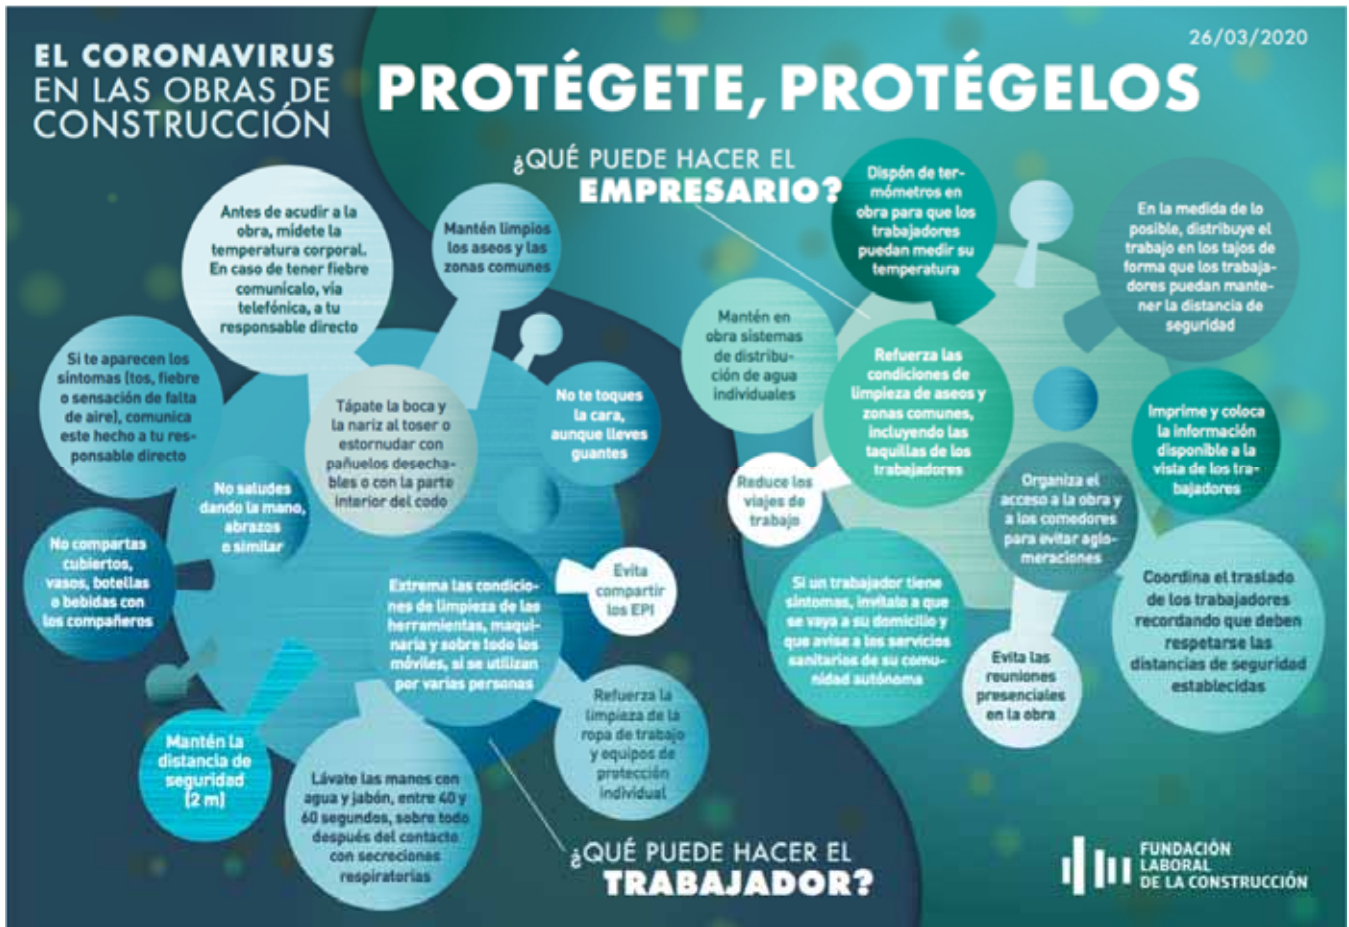 EL CORONAVIRUS
EN LAS OBRAS DE
CONSTRUCCIÓN
PROTÉGETE, PROTÉGELOS
26/03/2020
¿QUÉ PUEDE HACER EL
EMPRESARIO?
Antes de acudir a la
obra, mídete la
temperatura corporal.
En caso de tener fiebre
comunícalo, vía
telefónica, a tu
responsable directo
Mantén limpios
los aseos y las
zonas comunes
Si te aparecen los
síntomas (tos, fiebre
o sensación de falta
de aire), comunica
este hecho a tu res-
ponsable directo
Tápate la boca y
la nariz al toser o
estornudar con
pañuelos desecha-
bles o con la parte
interior del codo
No te toques
la cara,
aunque lleves
guantes
No saludes
dando la mano,
abrazos
o similar
No compartas
cubiertos,
vasos, botellas
o bebidas con
los compañeros
Extrema las condicio-
nes de limpieza de las
herramientas, maqui-
naria y sobre todo los
móviles, si se utilizan
por varias personas
Evita
compartir
los EPI
Mantén la
distancia de
seguridad
(2 m)
Lávate las manos con
agua y jabón, entre 40 y
60 segundos, sobre todo
después del contacto
con secreciones
respiratorias
Refuerza la
limpieza de la
ropa de trabajo
y equipos de
protección
individual
¿QUÉ PUEDE HACER EL
TRABAJADOR?
Dispón de ter-
mómetros en
obra para que los
trabajadores
puedan medir su
temperatura
En la medida de lo
posible, distribuye el
trabajo en los tajos de
forma que los trabaja-
dores puedan mante-
ner la distancia de
seguridad
Mantén en
obra sistemas
de distribu-
ción de agua
individuales
Refuerza las
condiciones de
limpieza de aseos y
zonas comunes,
incluyendo las
taquillas de los
trabajadores
Imprime y coloca
la información
disponible a la
vista de los tra-
bajadores
Reduce los
viajes de
trabajo
Organiza el
acceso a la obra y
a los comedores
para evitar aglo-
meraciones
Si un trabajador tiene
síntomas, invítalo a que
se vaya a su domicilio y
que avise a los servicios
sanitarios de su comu-
nidad autónoma
Evita las
reuniones
presenciales
en la obra
Coordina el traslado
de los trabajadores
recordando que deben
respetarse las
distancias de seguridad
establecidas
FUNDACIÓN
LABORAL
DE LA CONSTRUCCIÓN